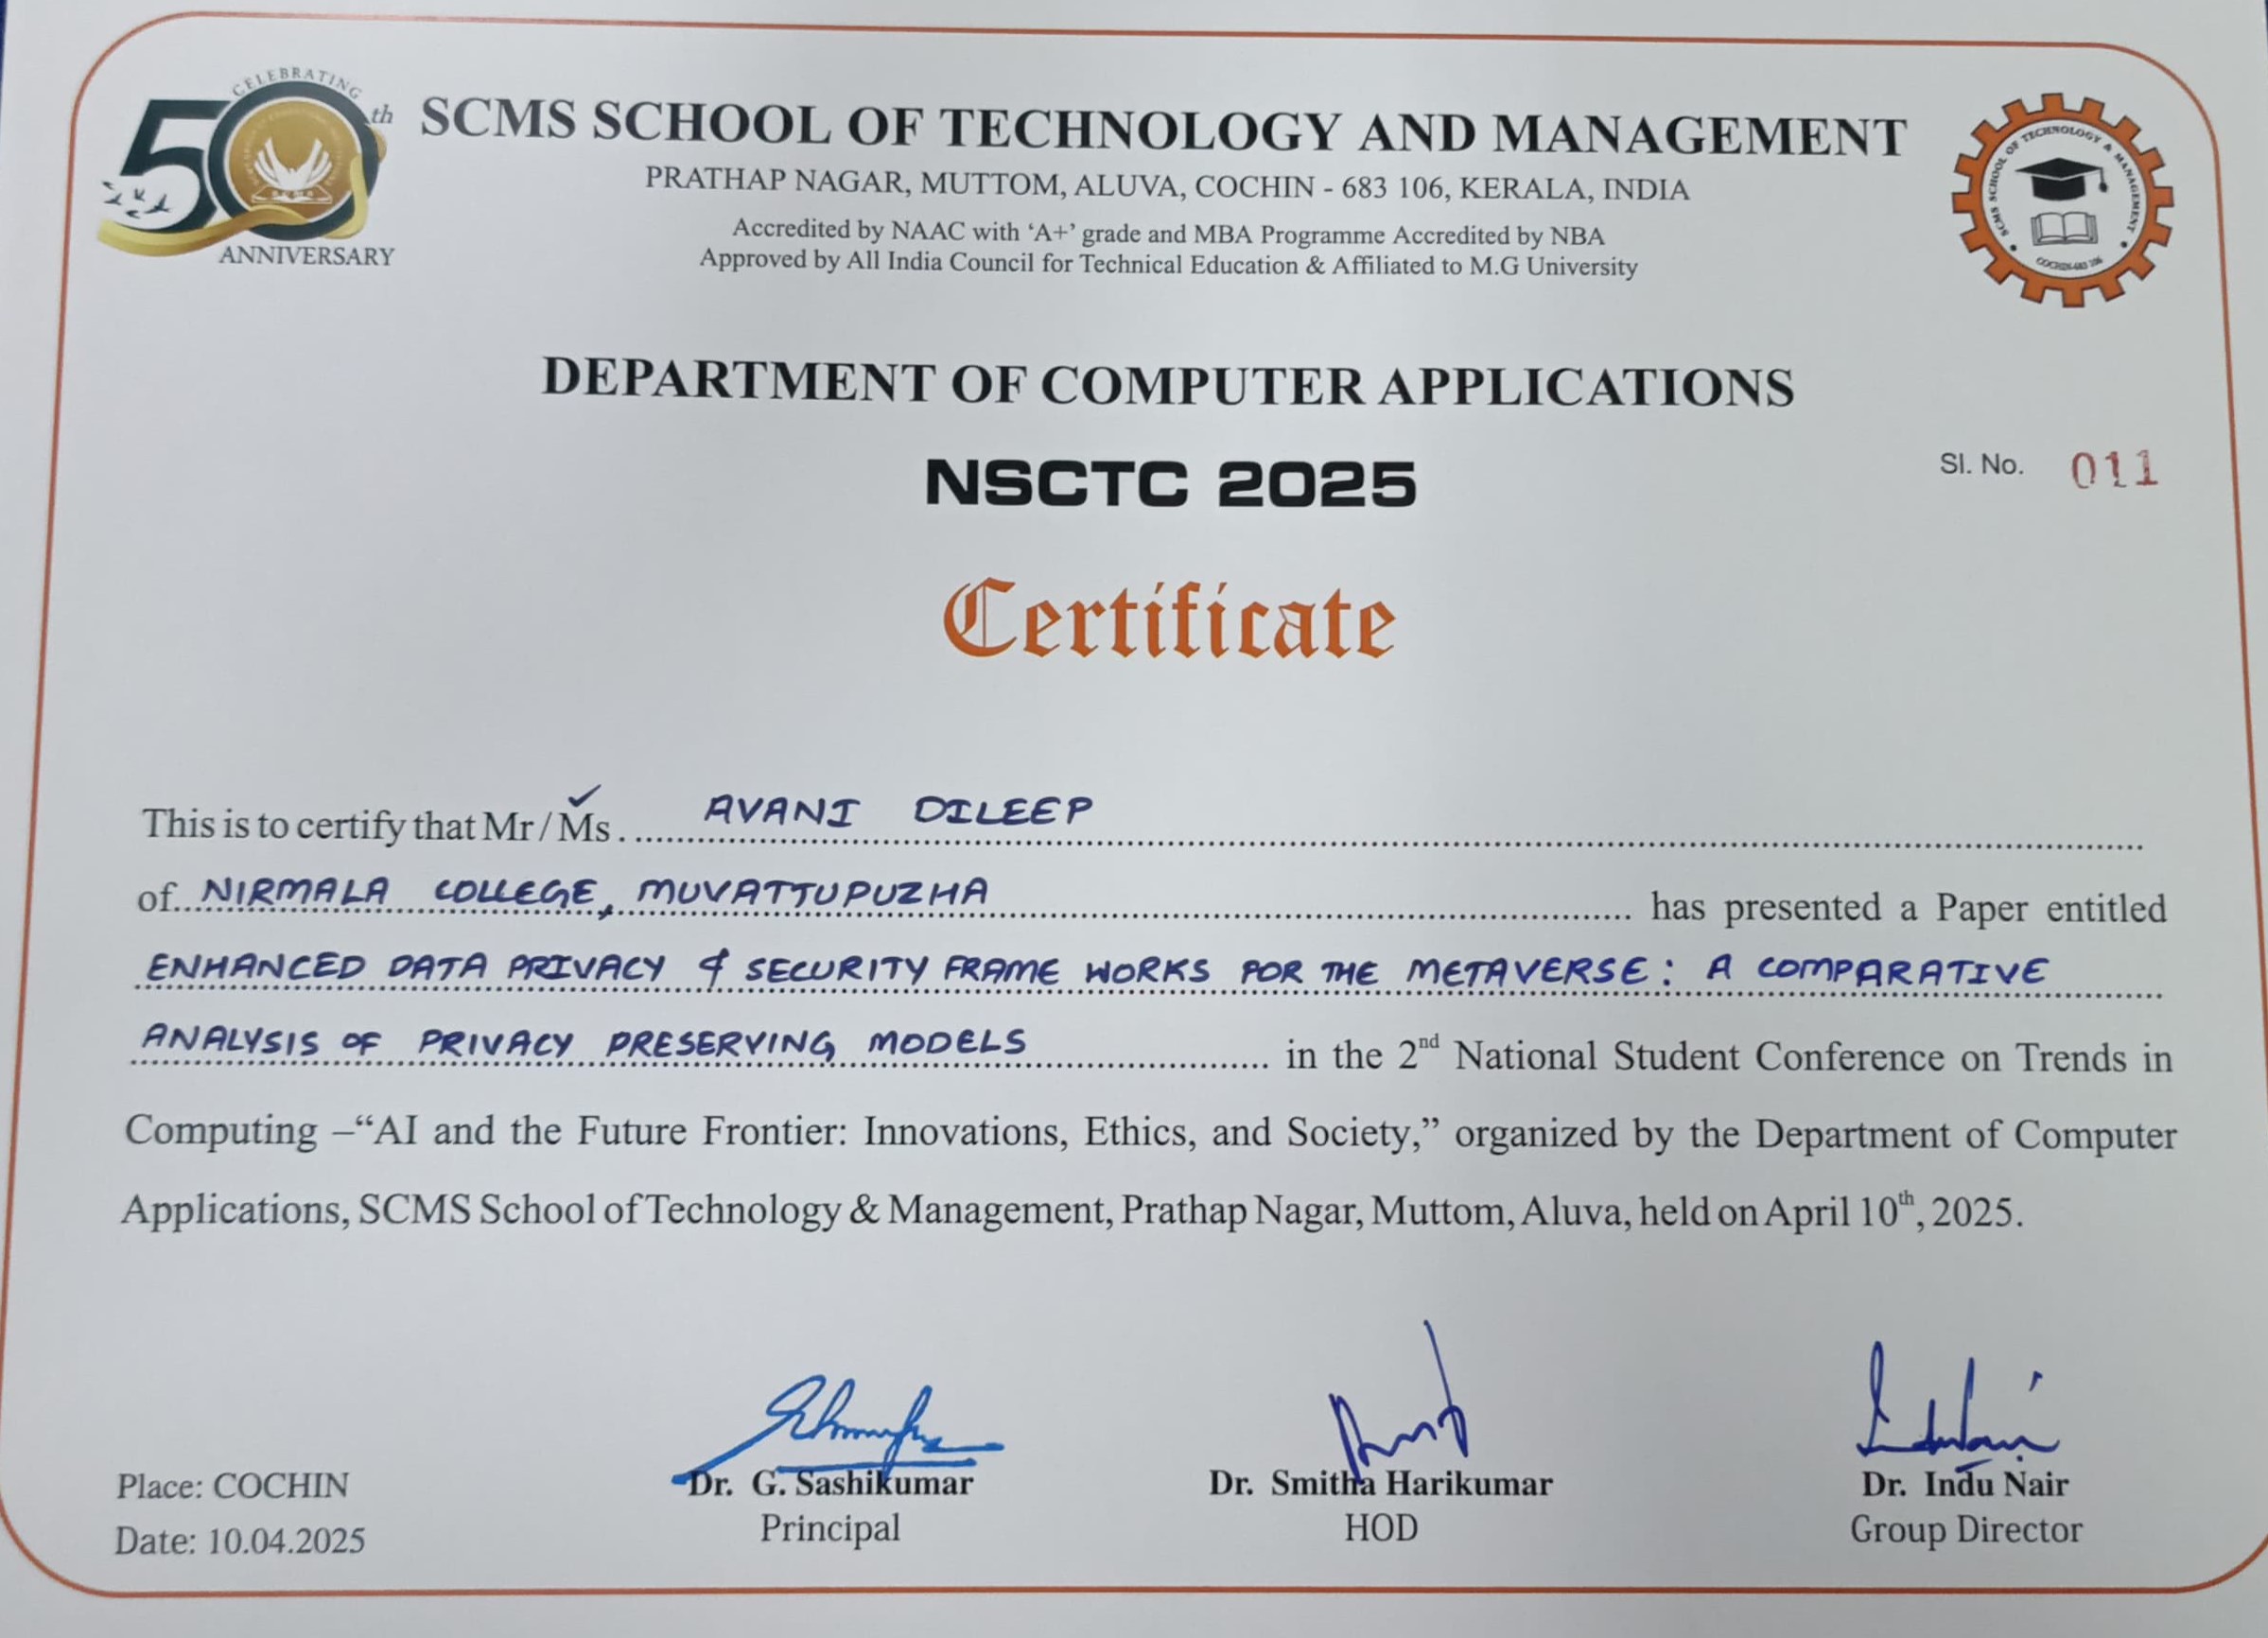 CELEBRATING
50th
ANNIVERSARY
SCMS SCHOOL OF TECHNOLOGY AND MANAGEMENT
PRATHAP NAGAR, MUTTOM, ALUVA, COCHIN - 683 106, KERALA, INDIA
Accredited by NAAC with ‘A+’ grade and MBA Programme Accredited by NBA
Approved by All India Council for Technical Education & Affiliated to M.G University
SCMS SCHOOL OF TECHNOLOGY & MANAGEMENT
COCHIN-683 106
DEPARTMENT OF COMPUTER APPLICATIONS
NSCTC 2025
Sl. No. 011
Certificate
This is to certify that Mr / Ms. AVANI DILEEP
of NIRMALA COLLEGE, MUVATTUPUZHA has presented a Paper entitled
ENHANCED DATA PRIVACY & SECURITY FRAME WORKS FOR THE METAVERSE: A COMPARATIVE
ANALYSIS OF PRIVACY PRESERVING MODELS in the 2nd National Student Conference on Trends in
Computing –“AI and the Future Frontier: Innovations, Ethics, and Society,” organized by the Department of Computer
Applications, SCMS School of Technology & Management, Prathap Nagar, Muttom, Aluva, held on April 10th, 2025.
Place: COCHIN
Date: 10.04.2025
Dr. G. Sashikumar
Principal
Dr. Smitha Harikumar
HOD
Dr. Indu Nair
Group Director